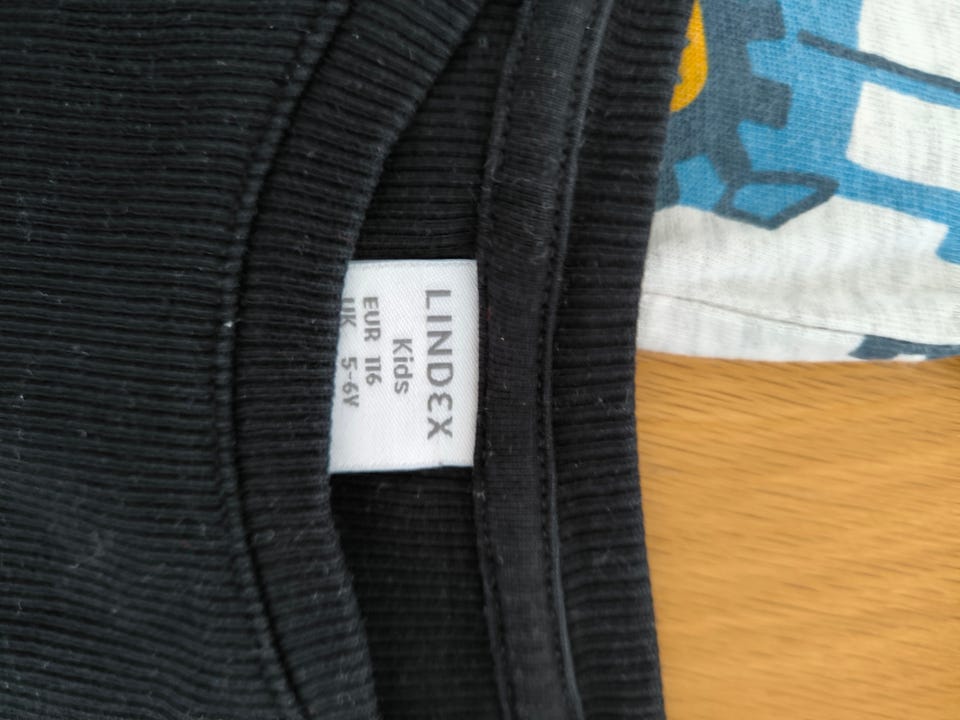 LINDEX
Kids
EUR 116
UK 5-6Y